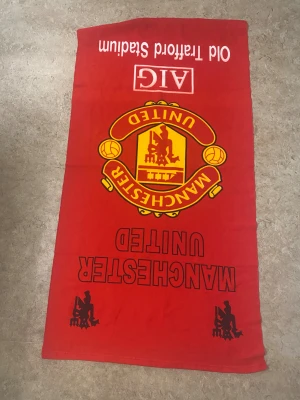 MANCHESTER
UNITED
MANCHESTER
UNITED
AIG
Old Trafford Stadium